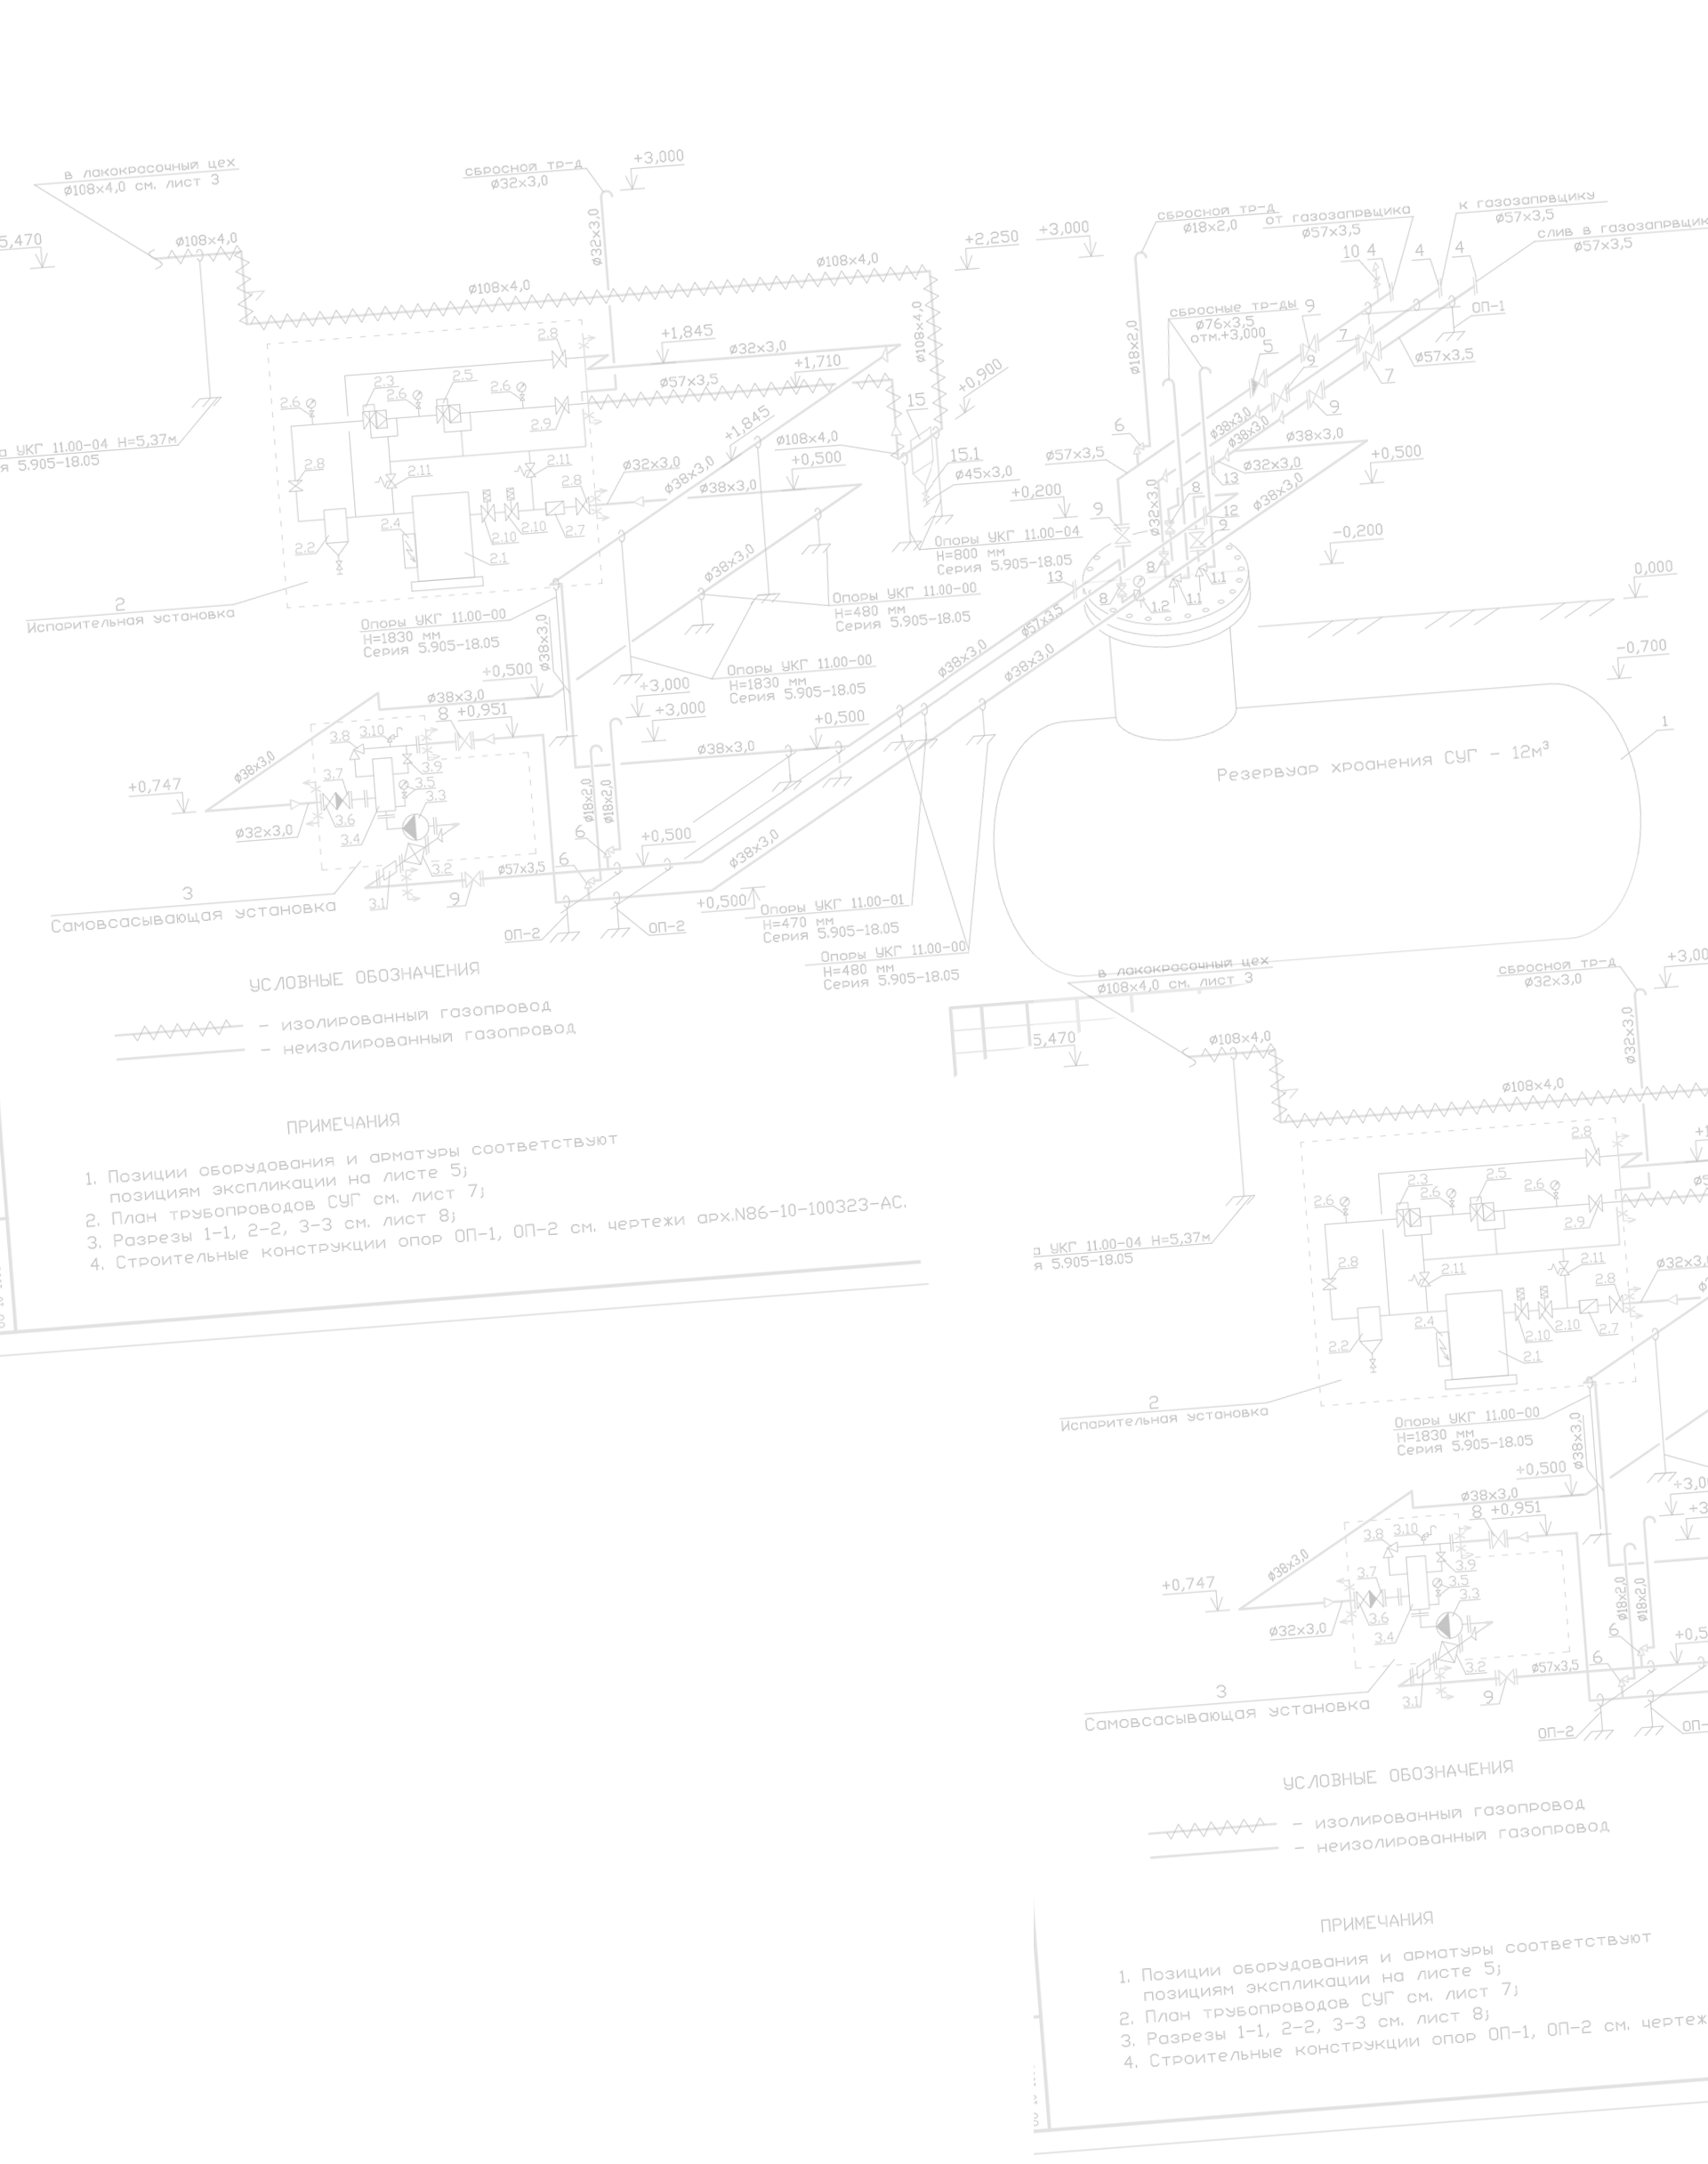 в лакокрасочный цех
ø108x4,0 см. лист 3
5,470
ø108x4,0
сбросной тр-д
ø32x3,0
+3,000
ø32x3,0
ø108x4,0
ø108x4,0
+2,250
+3,000
сбросной тр-д
ø18x2,0
от газозапрвщика
ø57x3,5
к газозапрвщику
ø57x3,5
слив в газозапрвщик
ø57x3,5
10
4
4
4
сбросные тр-ды
ø76x3,5
отм.+3,000
9
5
7
9
7
9
ОП-1
ø57x3,5
ø18x2,0
ø108x4,0
2.8
+1,845
ø32x3,0
+1,710
ø57x3,5
+0,900
15
2.3
2.5
2.6
2.6
2.6
2.9
+1,845
ø108x4,0
6
ø38x3,0
ø38x3,0
ø38x3,0
а УКГ 11.00-04 H=5,37м
я 5.905-18.05
2.8
2.11
2.11
2.8
ø32x3,0
ø38x3,0
+0,500
ø38x3,0
15.1
ø45x3,0
ø57x3,5
ø32x3,0
13
+0,500
+0,200
9
ø32x3,0
8
12
9
ø38x3,0
-0,200
2.2
2.4
2.1
2.10
2.10
2.7
Опоры УКГ 11.00-04
H=800 мм
Серия 5.905-18.05
13
8
8
1.2
1.1
1.1
0,000
2
Испарительная установка
Опоры УКГ 11.00-00
H=1830 мм
Серия 5.905-18.05
ø38x3,0
Опоры УКГ 11.00-00
H=480 мм
Серия 5.905-18.05
ø57x3,5
ø38x3,0
ø38x3,0
-0,700
ø38x3,0
+0,500
Опоры УКГ 11.00-00
H=1830 мм
Серия 5.905-18.05
ø38x3,0
8 +0,951
+3,000
+3,000
+0,500
ø38x3,0
1
Резервуар хроанения СУГ - 12м³
3.8
3.10
3.9
3.7
3.5
3.3
3.6
3.4
ø38x3,0
+0,747
ø32x3,0
ø18x2,0
ø18x2,0
6
6
+0,500
ø38x3,0
3.2
3.1
9
ø57x3,5
3
Самовсасывающая установка
+0,500
ОП-2
ОП-2
Опоры УКГ 11.00-01
H=470 мм
Серия 5.905-18.05
Опоры УКГ 11.00-00
H=480 мм
Серия 5.905-18.05
УСЛОВНЫЕ ОБОЗНАЧЕНИЯ
- изолированный газопровод
- неизолированный газопровод
ПРИМЕЧАНИЯ
1. Позиции оборудования и арматуры соответствуют
позициям экспликации на листе 5;
2. План трубопроводов СУГ см. лист 7;
3. Разрезы 1-1, 2-2, 3-3 см. лист 8;
4. Строительные конструкции опор ОП-1, ОП-2 см. чертежи арх.N86-10-100323-АС.
в лакокрасочный цех
ø108x4,0 см. лист 3
5,470
ø108x4,0
сбросной тр-д
ø32x3,0
+3,00
ø32x3,0
ø108x4,0
2.8
2.3
2.5
2.6
2.6
2.6
2.9
а УКГ 11.00-04 H=5,37м
я 5.905-18.05
2.8
2.11
2.11
2.8
ø32x3,0
2.2
2.4
2.1
2.10
2.10
2.7
2
Испарительная установка
Опоры УКГ 11.00-00
H=1830 мм
Серия 5.905-18.05
ø38x3,0
+0,500
ø38x3,0
8 +0,951
3.8
3.10
3.9
3.7
3.5
3.3
3.6
3.4
ø38x3,0
+0,747
ø32x3,0
ø18x2,0
ø18x2,0
6
6
+0,5
3.2
3.1
9
ø57x3,5
3
Самовсасывающая установка
ОП-2
ОП-
УСЛОВНЫЕ ОБОЗНАЧЕНИЯ
- изолированный газопровод
- неизолированный газопровод
ПРИМЕЧАНИЯ
1. Позиции оборудования и арматуры соответствуют
позициям экспликации на листе 5;
2. План трубопроводов СУГ см. лист 7;
3. Разрезы 1-1, 2-2, 3-3 см. лист 8;
4. Строительные конструкции опор ОП-1, ОП-2 см. чертеж